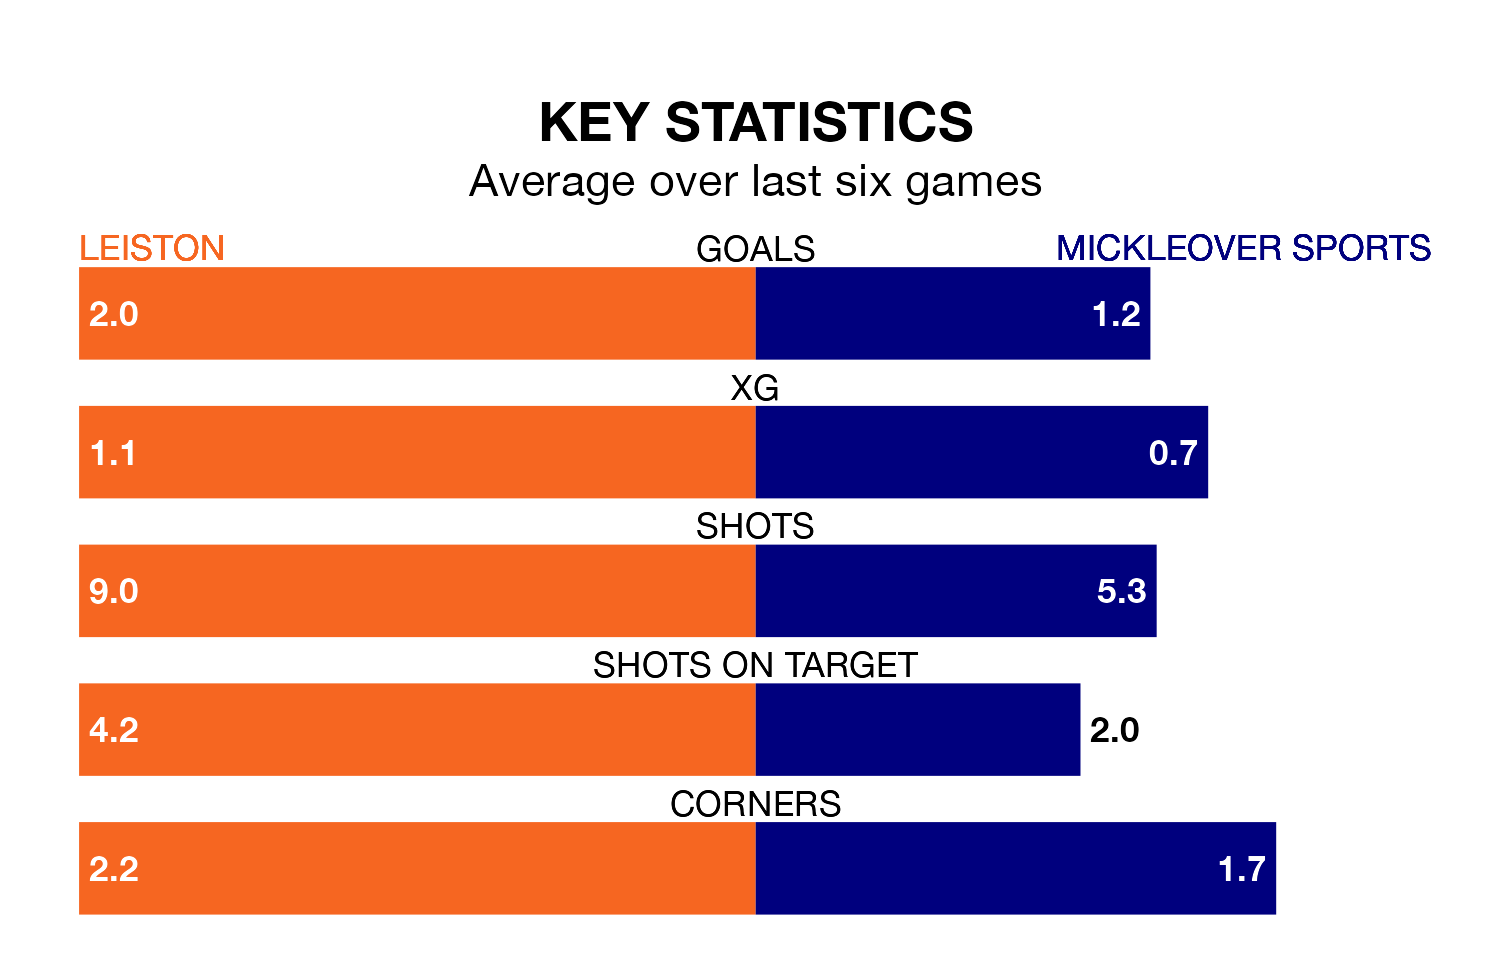 KEY STATISTICS
Average over last six games
LEISTON GOALS MICKLEOVER SPORTS
2.0 1.2
XG
1.1 0.7
SHOTS
9.0 5.3
SHOTS ON TARGET
4.2 2.0
CORNERS
2.2 1.7